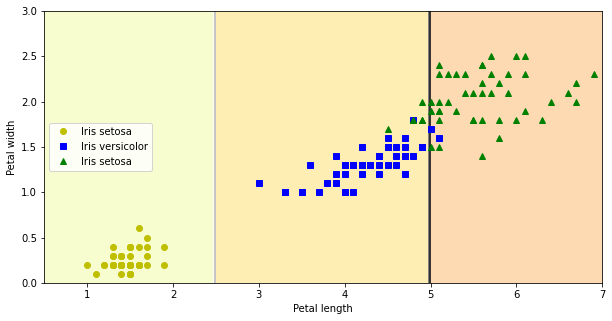 3.0
2.5
2.0
1.5
1.0
0.5
0.0
Petal width
Iris setosa
Iris versicolor
Iris setosa
1 2 3 4 5 6 7
Petal length